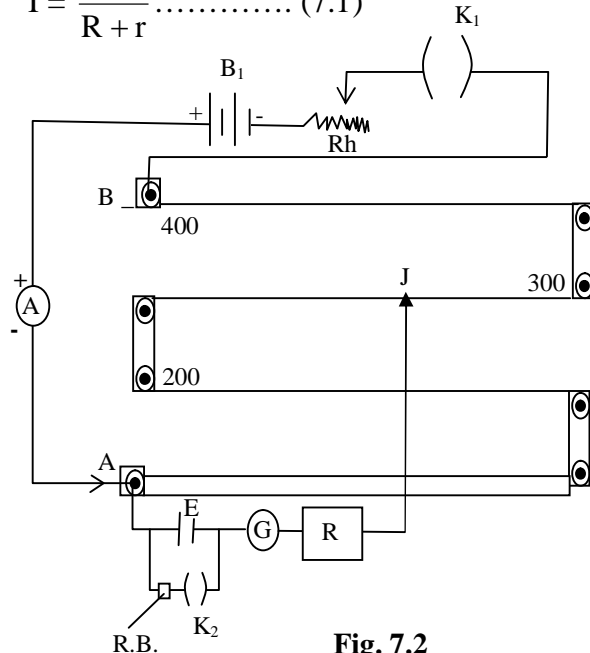 I = R + r ............. (7.1)
K₁
B₁
+ -
Rh
B –
400
J
300
+
A
-
200
A
E
G
R
R.B.
K₂
Fig. 7.2